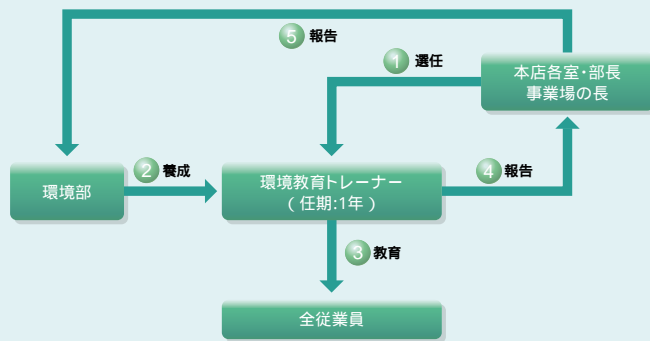 5 報告
1 選任
本店各室・部長
事業場の長
環境部
2 養成
環境教育トレーナー
(任期:1年)
4 報告
3 教育
全従業員